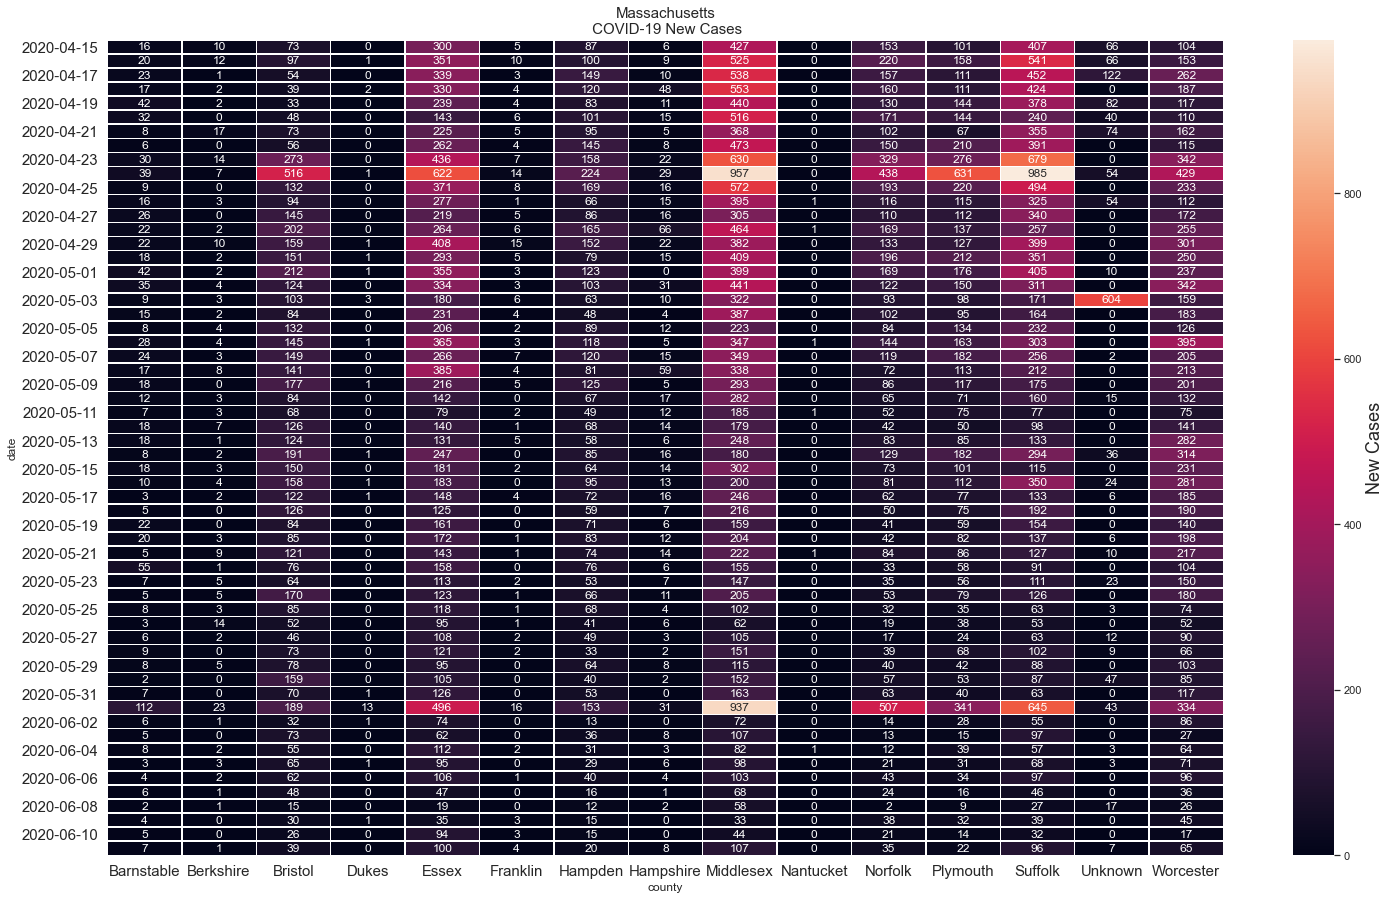 Massachusetts
COVID-19 New Cases
2020-04-15 16 10 73 0 300 5 87 6 427 0 153 101 407 66 104
20 12 97 1 351 10 100 9 525 0 220 158 541 66 153
2020-04-17 23 1 54 0 339 3 149 10 538 0 157 111 452 122 262
17 2 39 2 330 4 120 48 553 0 160 111 424 0 187
2020-04-19 42 2 33 0 239 4 83 11 440 0 130 144 378 82 117
32 0 48 0 143 6 101 15 516 0 171 144 240 40 110
2020-04-21 8 17 73 0 225 5 95 5 368 0 102 67 355 74 162
6 0 56 0 262 4 145 8 473 0 150 210 391 0 115
2020-04-23 30 14 273 0 436 7 158 22 630 0 329 276 679 0 342
39 7 516 1 622 14 224 29 957 0 438 631 985 54 429
2020-04-25 9 0 132 0 371 8 169 16 572 0 193 220 494 0 233
16 3 94 0 277 1 66 15 395 1 116 115 325 54 112
2020-04-27 26 0 145 0 219 5 86 16 305 0 110 112 340 0 172
22 2 202 0 264 6 165 66 464 1 169 137 257 0 255
2020-04-29 22 10 159 1 408 15 152 22 382 0 133 127 399 0 301
18 2 151 1 293 5 79 15 409 0 196 212 351 0 250
2020-05-01 42 2 212 1 355 3 123 0 399 0 169 176 405 10 237
35 4 124 0 334 3 103 31 441 0 122 150 311 0 342
2020-05-03 9 3 103 3 180 6 63 10 322 0 93 98 171 604 159
15 2 84 0 231 4 48 4 387 0 102 95 164 0 183
2020-05-05 8 4 132 0 206 2 89 12 223 0 84 134 232 0 126
28 4 145 1 365 3 118 5 347 1 144 163 303 0 395
2020-05-07 24 3 149 0 266 7 120 15 349 0 119 182 256 2 205
17 8 141 0 385 4 81 59 338 0 72 113 212 0 213
2020-05-09 18 0 177 1 216 5 125 5 293 0 86 117 175 0 201
12 3 84 0 142 0 67 17 282 0 65 71 160 15 132
2020-05-11 7 3 68 0 79 2 49 12 185 1 52 75 77 0 75
18 7 126 0 140 1 68 14 179 0 42 50 98 0 141
2020-05-13 18 1 124 0 131 5 58 6 248 0 83 85 133 0 282
8 2 191 1 247 0 85 16 180 0 129 182 294 36 314
2020-05-15 18 3 150 0 181 2 64 14 302 0 73 101 115 0 231
10 4 158 1 183 0 95 13 200 0 81 112 350 24 281
2020-05-17 3 2 122 1 148 4 72 16 246 0 62 77 133 6 185
5 0 126 0 125 0 59 7 216 0 50 75 192 0 190
2020-05-19 22 0 84 0 161 0 71 6 159 0 41 59 154 0 140
20 3 85 0 172 1 83 12 204 0 42 82 137 6 198
2020-05-21 5 9 121 0 143 1 74 14 222 1 84 86 127 10 217
55 1 76 0 158 0 76 6 155 0 33 58 91 0 104
2020-05-23 7 5 64 0 113 2 53 7 147 0 35 56 111 23 150
5 5 170 0 123 1 66 11 205 0 53 79 126 0 180
2020-05-25 8 3 85 0 118 1 68 4 102 0 32 35 63 3 74
3 14 52 0 95 1 41 6 62 0 19 38 53 0 52
2020-05-27 6 2 46 0 108 2 49 3 105 0 17 24 63 12 90
9 0 73 0 121 2 33 2 151 0 39 68 102 9 66
2020-05-29 8 5 78 0 95 0 64 8 115 0 40 42 88 0 103
2 0 159 0 105 0 40 2 152 0 57 53 87 47 85
2020-05-31 7 0 70 1 126 0 53 0 163 0 63 40 63 0 117
112 23 189 13 496 16 153 31 937 0 507 341 645 43 334
2020-06-02 6 1 32 1 74 0 13 0 72 0 14 28 55 0 86
5 0 73 0 62 0 36 8 107 0 13 15 97 0 27
2020-06-04 8 2 55 0 112 2 31 3 82 1 12 39 57 3 64
3 3 65 1 95 0 29 6 98 0 21 31 68 3 71
2020-06-06 4 2 62 0 106 1 40 4 103 0 43 34 97 0 96
6 1 48 0 47 0 16 1 68 0 24 16 46 0 36
2020-06-08 2 1 15 0 19 0 12 2 58 0 2 9 27 17 26
4 0 30 1 35 3 15 0 33 0 38 32 39 0 45
2020-06-10 5 0 26 0 94 3 15 0 44 0 21 14 32 0 17
7 1 39 0 100 4 20 8 107 0 35 22 96 7 65
Barnstable Berkshire Bristol Dukes Essex Franklin Hampden Hampshire Middlesex Nantucket Norfolk Plymouth Suffolk Unknown Worcester
county
date
800
600
400
200
0
New Cases